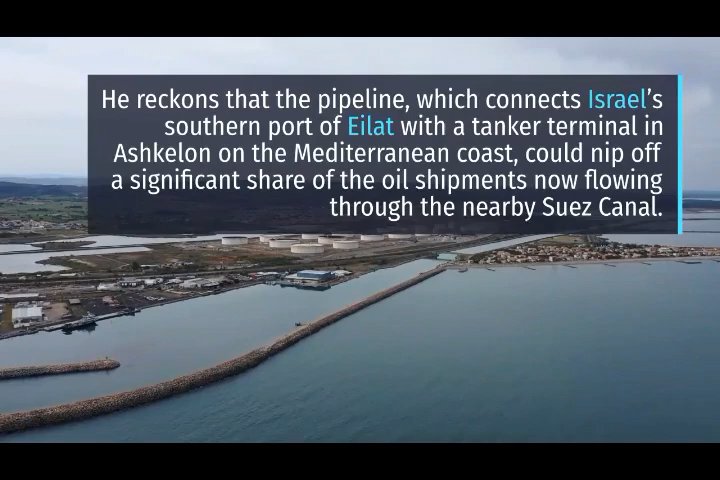 He reckons that the pipeline, which connects Israel's
southern port of Eilat with a tanker terminal in
Ashkelon on the Mediterranean coast, could nip off
a significant share of the oil shipments now flowing
through the nearby Suez Canal.